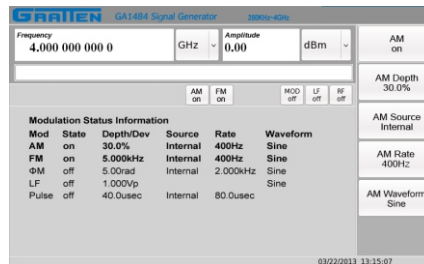 GRATTEN GA1484 Signal Generator 250KHz-4GHz
Frequency
4.000 000 000 0
GHz
Amplitude
0.00
dBm
AM
on
FM
on
MOD
off
LF
off
RF
off
Modulation Status Information
Mod State Depth/Dev Source Rate Waveform
AM on 30.0% Internal 400Hz Sine
FM on 5.000kHz Internal 400Hz Sine
ΦM off 5.00rad Internal 2.000kHz Sine
LF off 1.000Vp Sine
Pulse off 40.0usec Internal 80.0usec
AM
on
AM Depth
30.0%
AM Source
Internal
AM Rate
400Hz
AM Waveform
Sine
03/22/2013 13:15:07